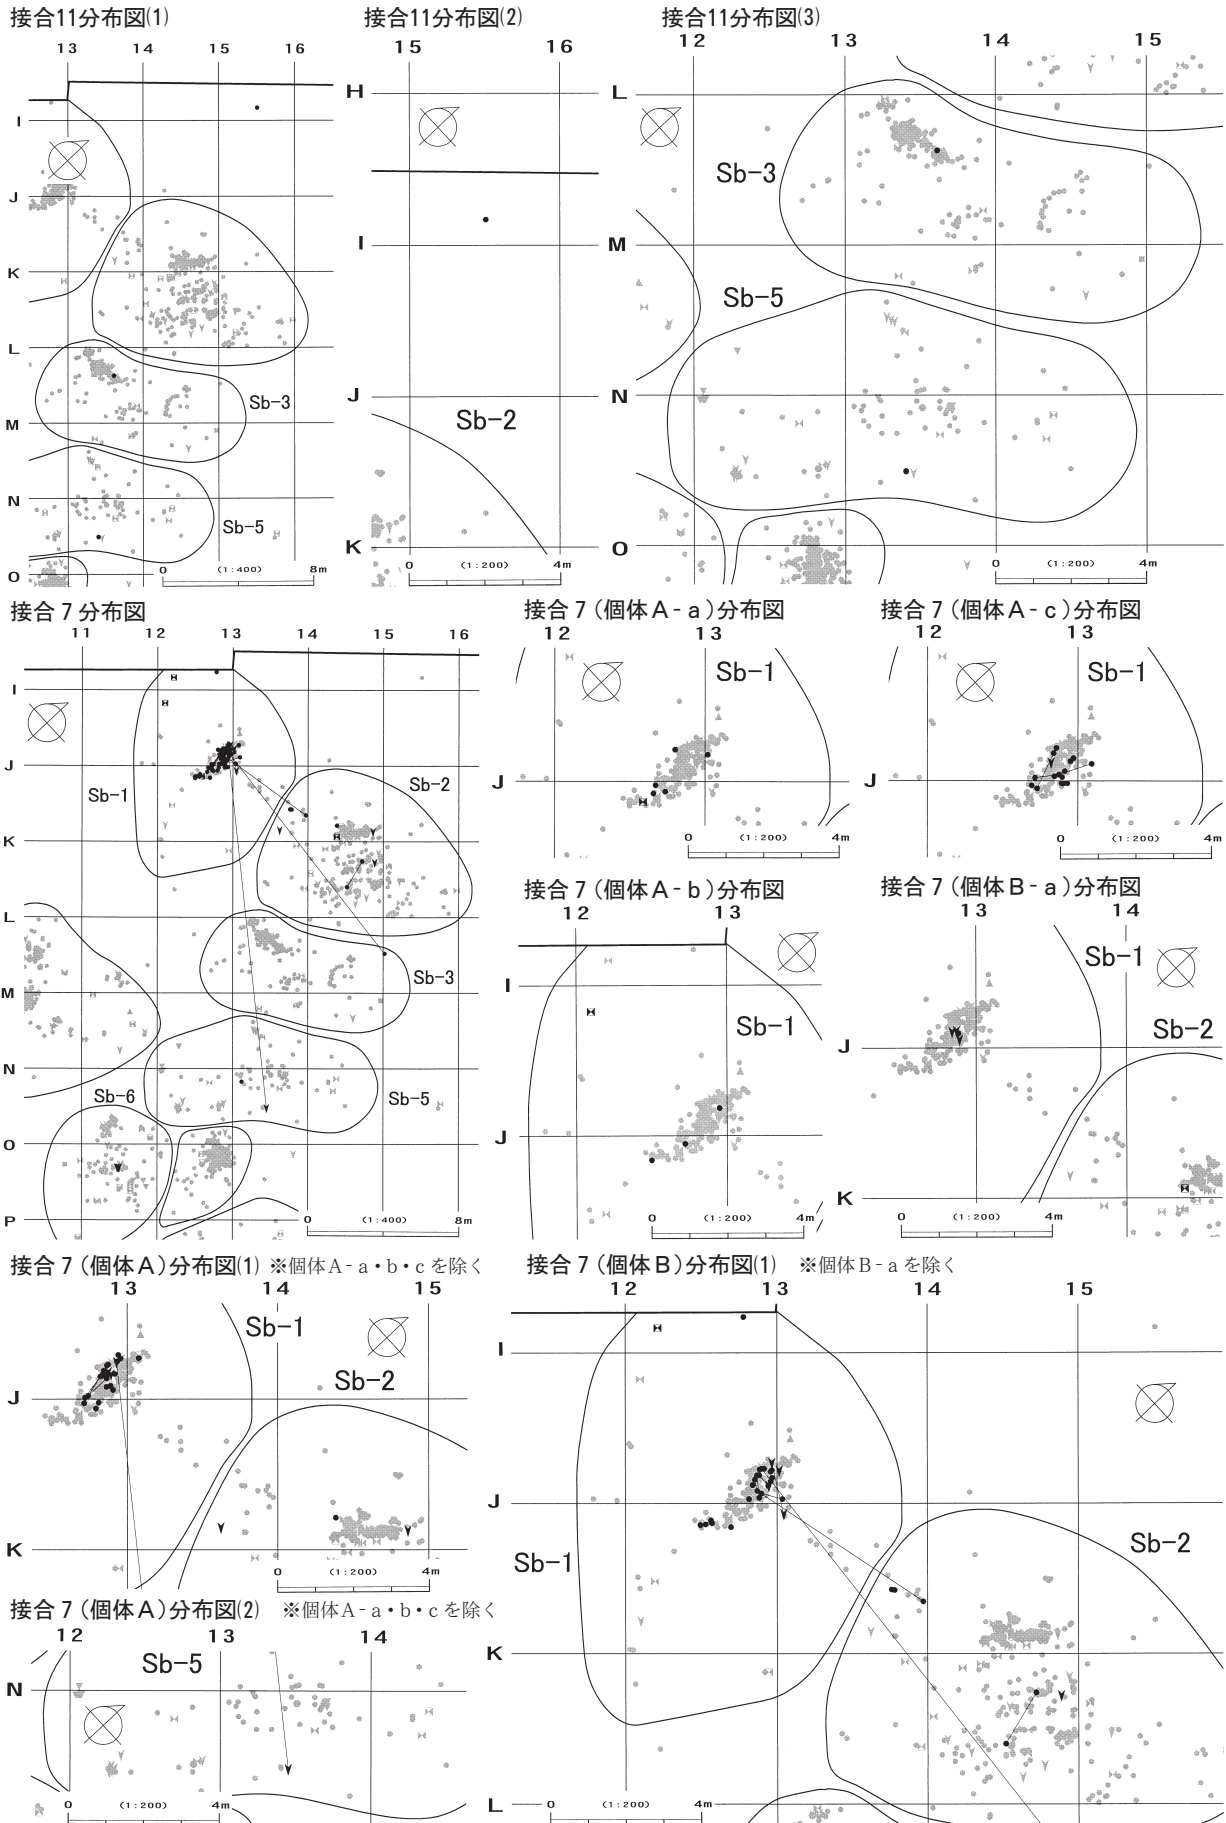 接合11分布図(1)
13 14 15 16
I
J
K
L
Sb-3
M
N
Sb-5
O
0 (1:400) 8m
接合11分布図(2)
15 16
H
I
J
Sb-2
K
0 (1:200) 4m
接合11分布図(3)
12 13 14 15
L
Sb-3
M
Sb-5
N
O
0 (1:200) 4m
接合7分布図
11 12 13 14 15 16
I
J
Sb-1
Sb-2
K
L
Sb-3
M
N
Sb-6
Sb-5
O
P
0 (1:400) 8m
接合7(個体A-a)分布図
12 13
Sb-1
J
0 (1:200) 4m
接合7(個体A-c)分布図
12 13
Sb-1
J
0 (1:200) 4m
接合7(個体A-b)分布図
12 13
I
Sb-1
J
0 (1:200) 4m
接合7(個体B-a)分布図
13 14
Sb-1
Sb-2
J
K
0 (1:200) 4m
接合7(個体A)分布図(1) ※個体A-a・b・cを除く
13 14 15
Sb-1
Sb-2
J
K
0 (1:200) 4m
接合7(個体A)分布図(2) ※個体A-a・b・cを除く
12 13 14
Sb-5
N
0 (1:200) 4m
接合7(個体B)分布図(1) ※個体B-aを除く
12 13 14 15
I
J
Sb-1
Sb-2
K
L
0 (1:200) 4m